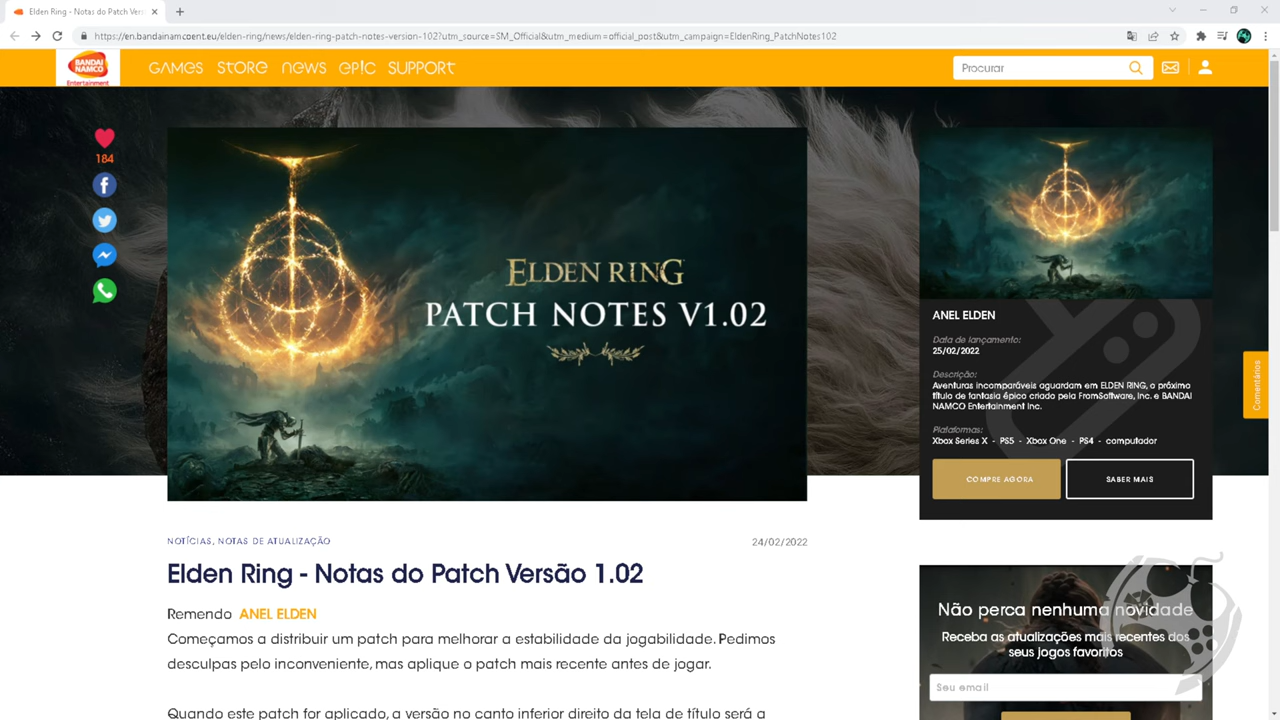 Elden Ring - Notas do Patch Vers
https://en.bandainamcoent.eu/elden-ring/news/elden-ring-patch-notes-version-102?utm_source=SM_Official&utm_medium=official_post&utm_campaign=EldenRing_PatchNotes102
BANDAI
NAMCO
Entertainment
GAMES STORE NEWS EPIC SUPPORT
Procurar
184
ELDEN RING
PATCH NOTES V1.02
ANEL ELDEN
Data de lançamento:
25/02/2022
Descrição:
Aventuras incomparáveis aguardam em ELDEN RING, o próximo
título de fantasia épico criado pela FromSoftware, Inc. e BANDAI
NAMCO Entertainment Inc.
Plataformas:
Xbox Series X - PS5 - Xbox One - PS4 - computador
COMPRE AGORA
SABER MAIS
Comentários
NOTÍCIAS, NOTAS DE ATUALIZAÇÃO
24/02/2022
Elden Ring - Notas do Patch Versão 1.02
Remendo ANEL ELDEN
Começamos a distribuir um patch para melhorar a estabilidade da jogabilidade. Pedimos
desculpas pelo inconveniente, mas aplique o patch mais recente antes de jogar.
Quando este patch for aplicado, a versão no canto inferior direito da tela de título será a
Não perca nenhuma novidade
Receba as atualizações mais recentes dos
seus jogos favoritos
Seu email